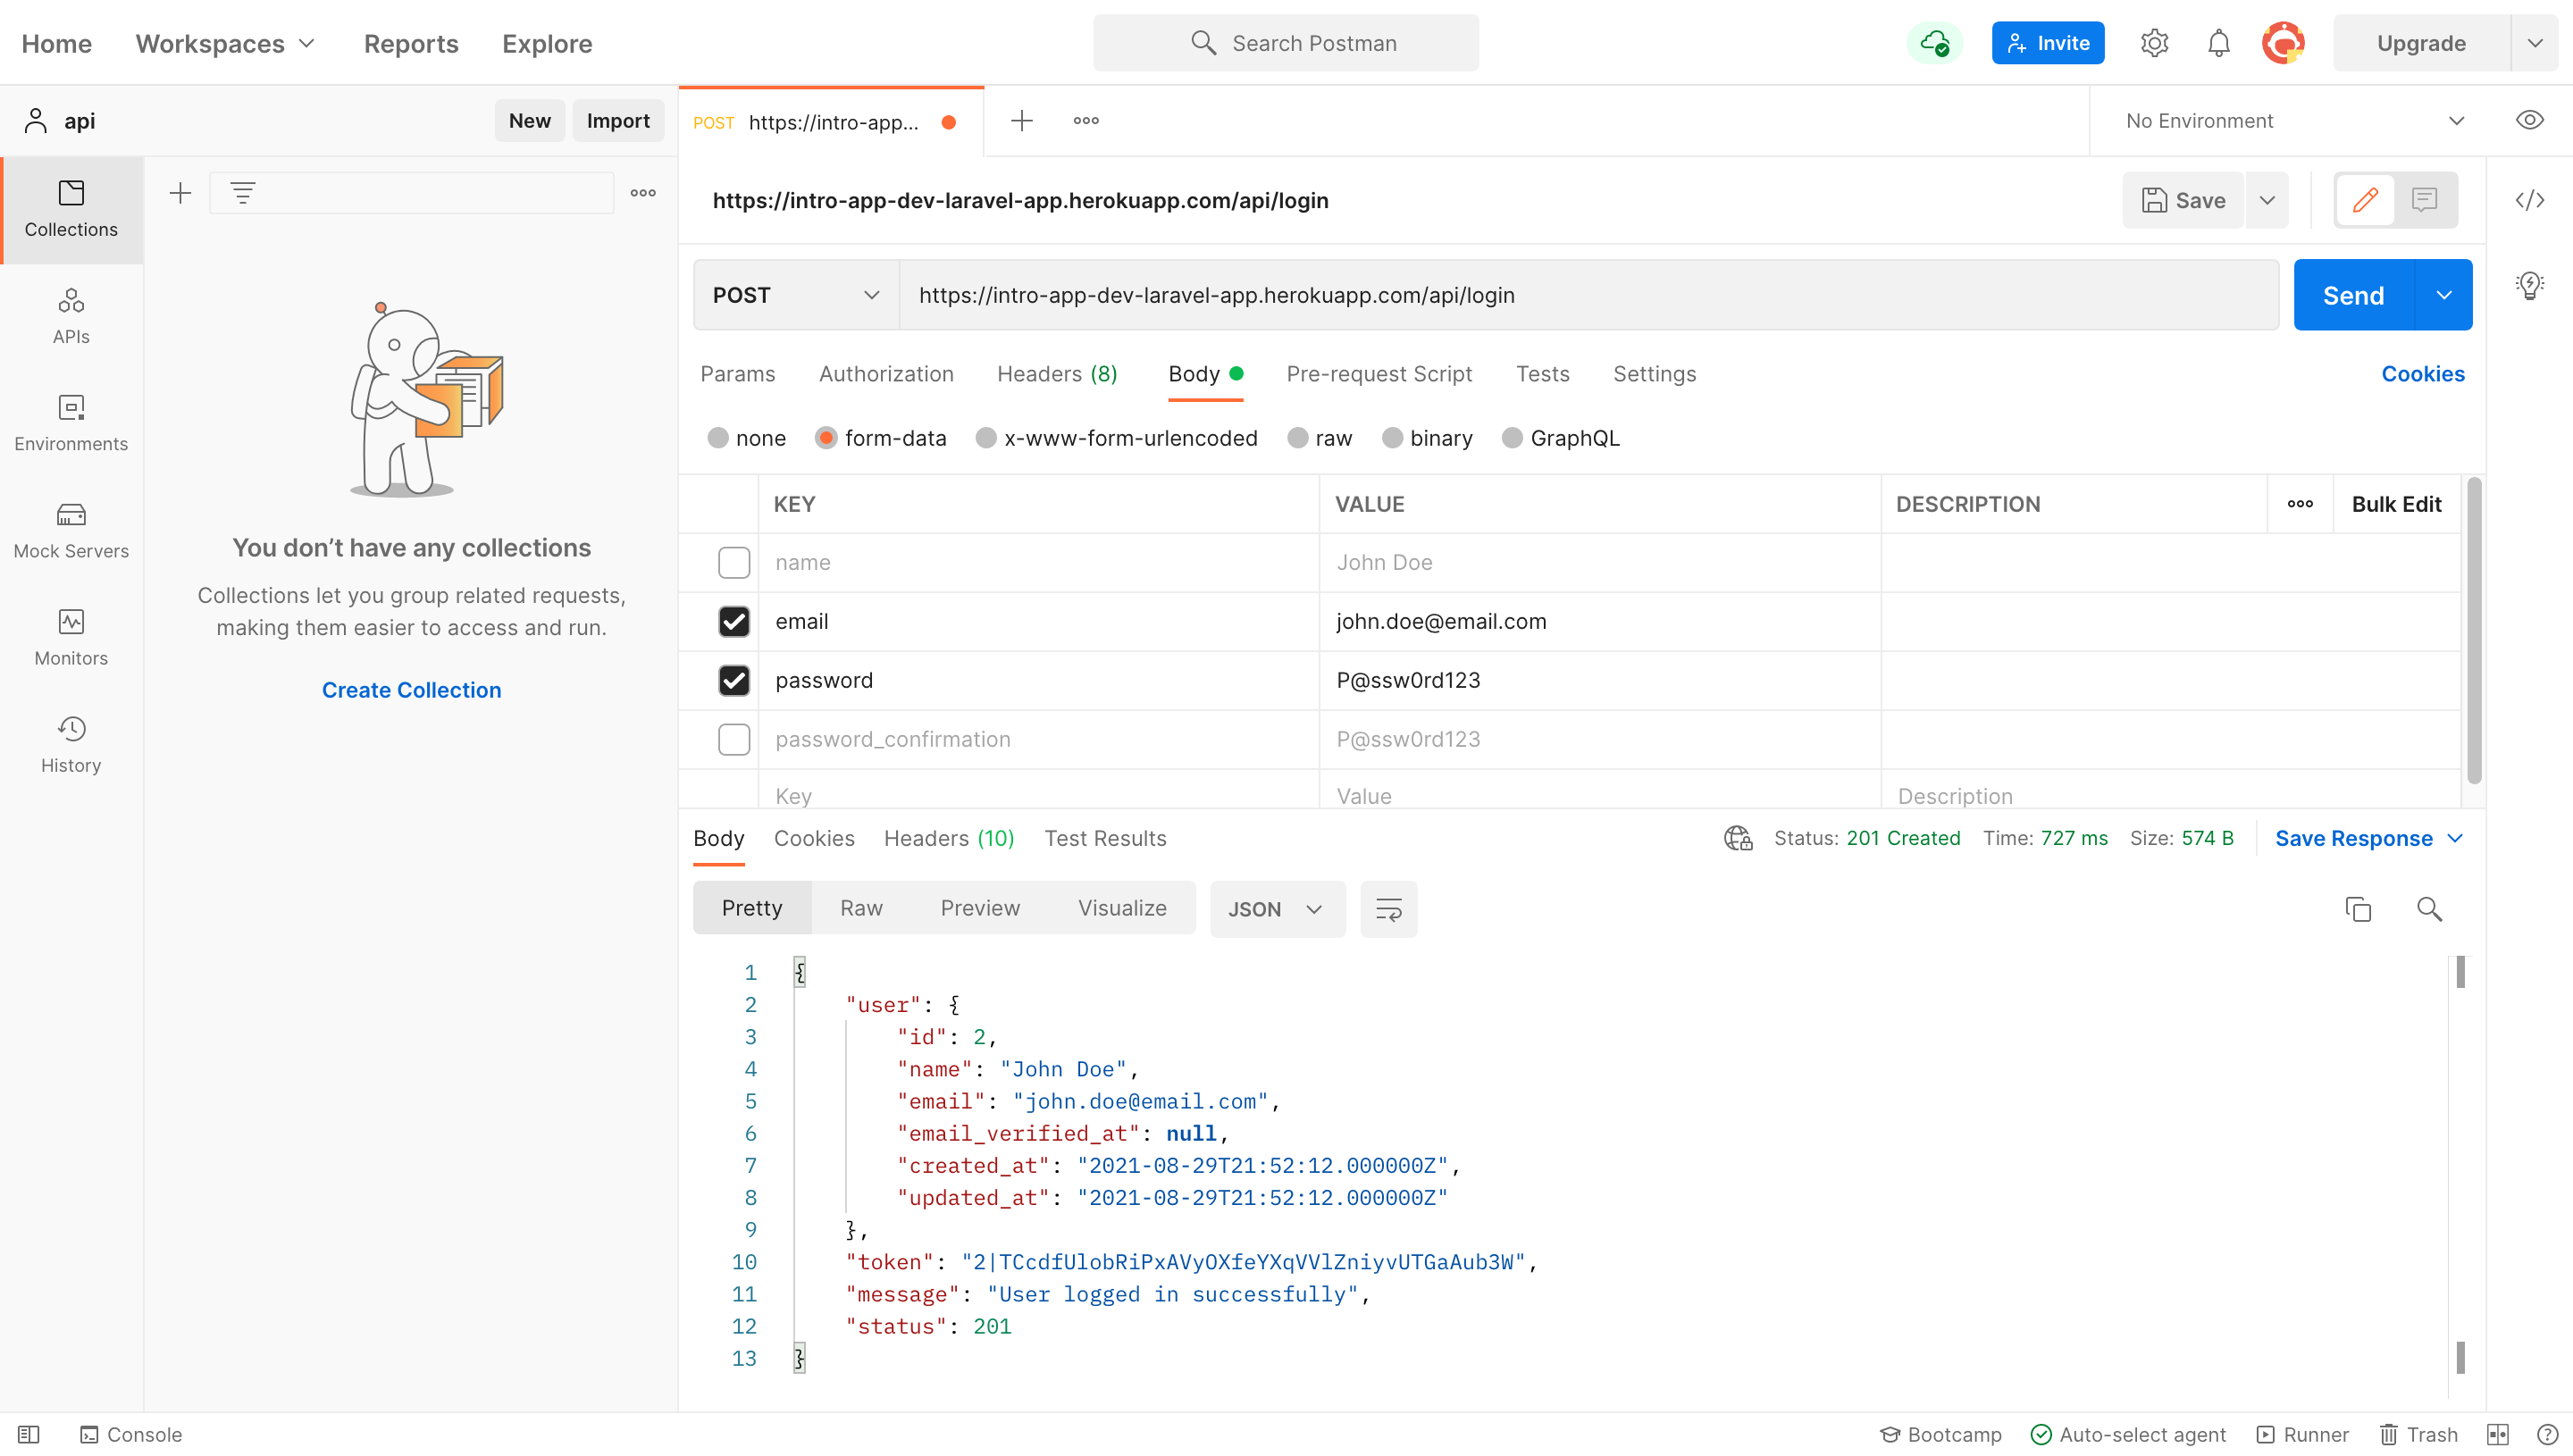 Home Workspaces Reports Explore Search Postman Invite Upgrade
api New Import POST https://intro-app... No Environment
Collections
APIs
Environments
Mock Servers
Monitors
History
You don’t have any collections
Collections let you group related requests,
making them easier to access and run.
Create Collection
https://intro-app-dev-laravel-app.herokuapp.com/api/login Save
POST https://intro-app-dev-laravel-app.herokuapp.com/api/login Send
Params Authorization Headers (8) Body Pre-request Script Tests Settings Cookies
none form-data x-www-form-urlencoded raw binary GraphQL
KEY VALUE DESCRIPTION Bulk Edit
name John Doe
email john.doe@email.com
password P@ssw0rd123
password_confirmation P@ssw0rd123
Key Value Description
Body Cookies Headers (10) Test Results Status: 201 Created Time: 727 ms Size: 574 B Save Response
Pretty Raw Preview Visualize JSON
1 {
2 "user": {
3 "id": 2,
4 "name": "John Doe",
5 "email": "john.doe@email.com",
6 "email_verified_at": null,
7 "created_at": "2021-08-29T21:52:12.000000Z",
8 "updated_at": "2021-08-29T21:52:12.000000Z"
9 },
10 "token": "2|TCcdfUlobRiPxAVyOXfeYXqVVlZniyvUTGaAub3W",
11 "message": "User logged in successfully",
12 "status": 201
13 }
Console Bootcamp Auto-select agent Runner Trash